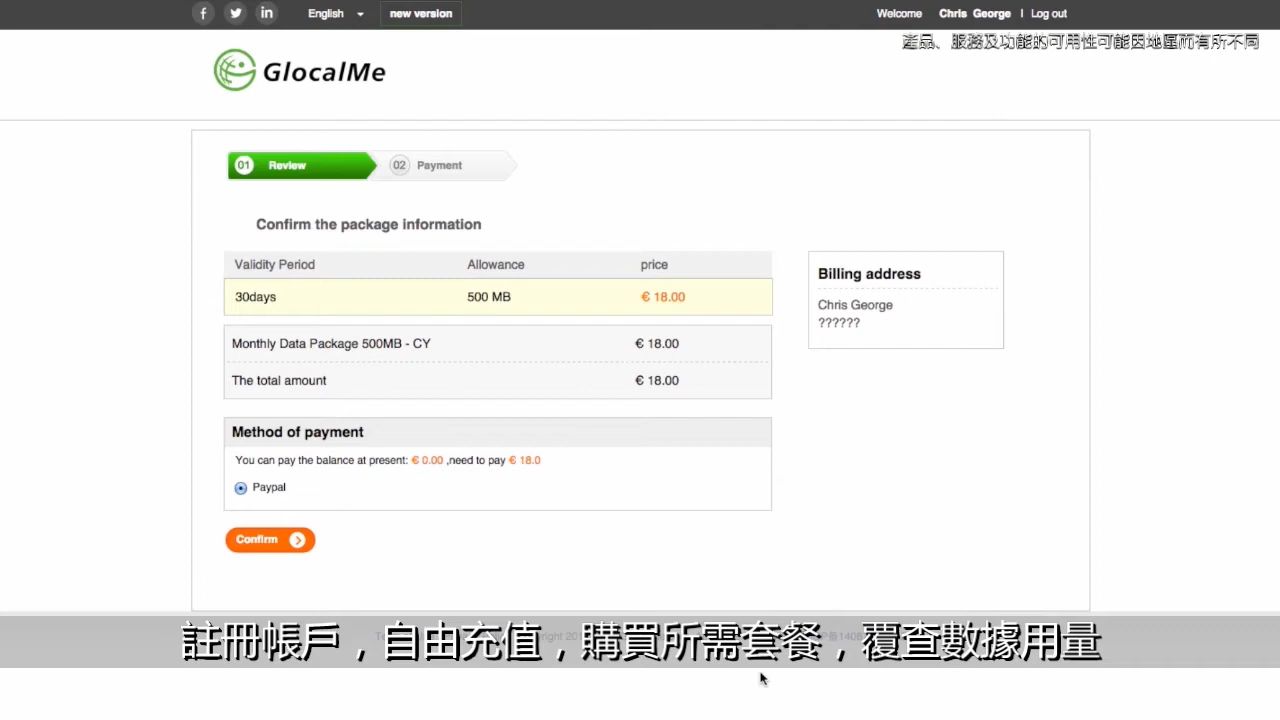 English
new version
Welcome Chris George | Log out
產品、服務及功能的可用性可能因地區而有所不同
GlocalMe
01 Review
02 Payment
Confirm the package information
Validity Period Allowance price
30days 500 MB € 18.00
Monthly Data Package 500MB - CY € 18.00
The total amount € 18.00
Method of payment
You can pay the balance at present: € 0.00 ,need to pay € 18.0
Paypal
Confirm
Billing address
Chris George
??????
註冊帳戶，自由充值，購買所需套餐，覆查數據用量